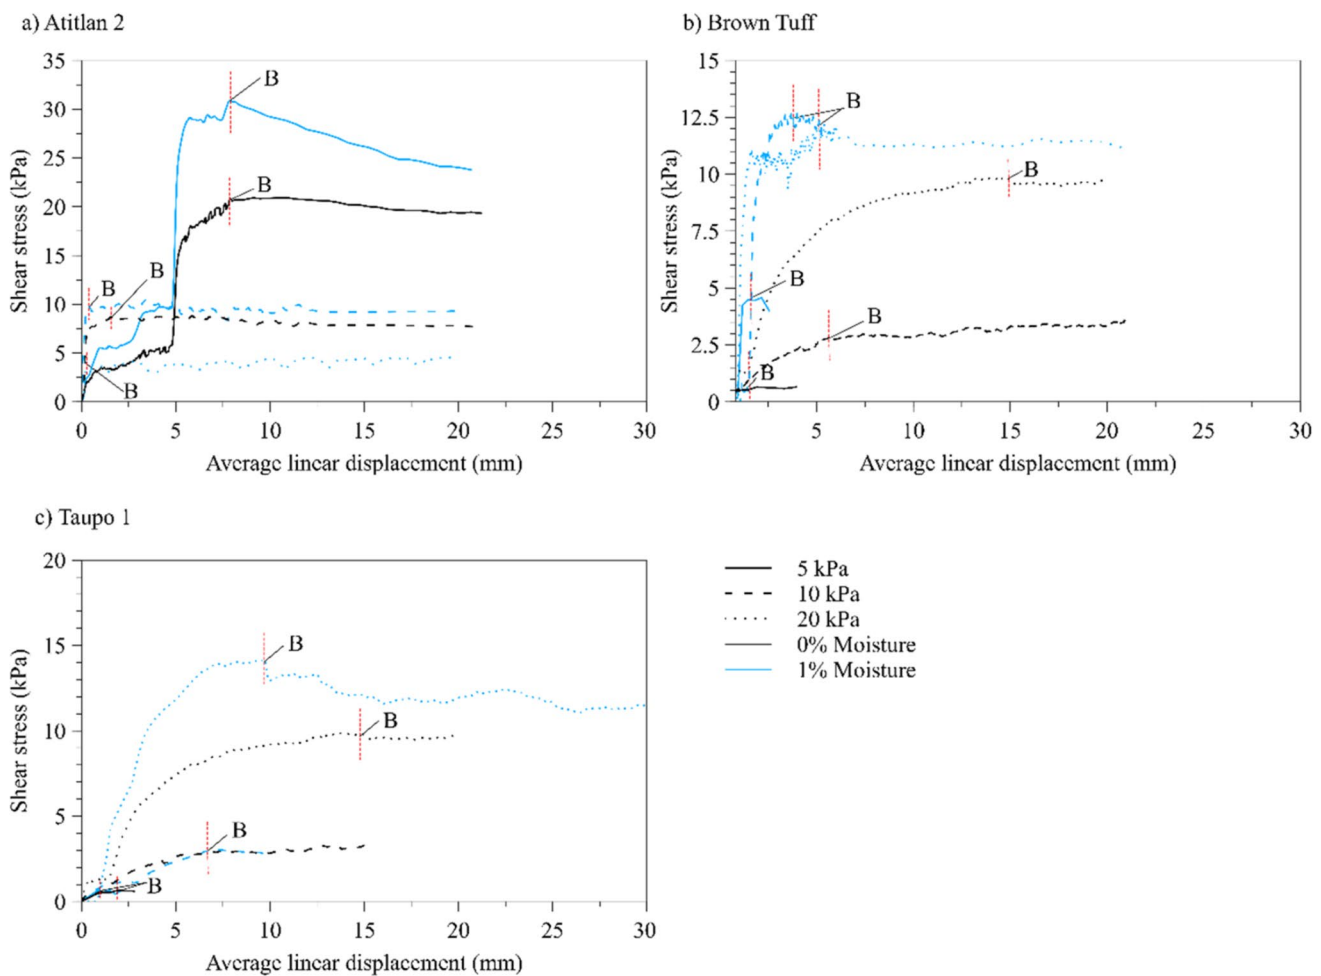 a) Atitlan 2
35
30
25
20
15
10
5
0
Shear stress (kPa)
B
B
B
B
B
0 5 10 15 20 25 30
Average linear displacement (mm)
b) Brown Tuff
15
12.5
10
7.5
5
2.5
0
Shear stress (kPa)
B
B
B
B
B
5 10 15 20 25 30
Average linear displacement (mm)
c) Taupo 1
20
15
10
5
0
Shear stress (kPa)
B
B
B
B
0 5 10 15 20 25 30
Average linear displacement (mm)
5 kPa
10 kPa
20 kPa
0% Moisture
1% Moisture